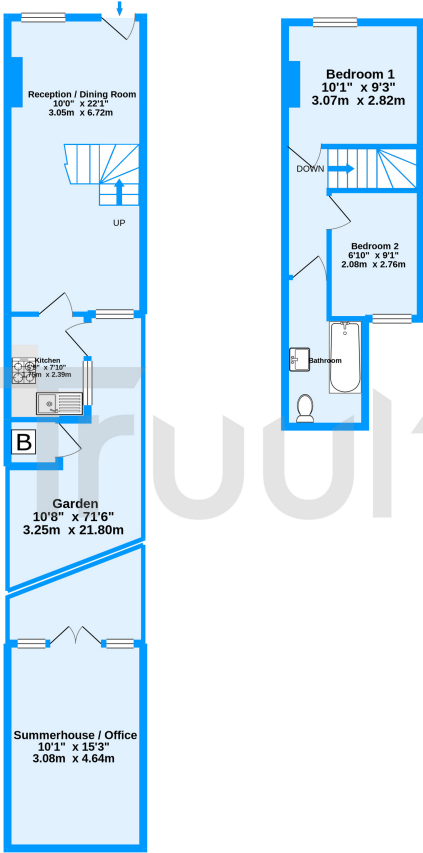 Reception / Dining Room
10'0" x 22'1"
3.05m x 6.72m
UP
Kitchen
x 7'10"
x 2.39m
B
Garden
10'8" x 71'6"
3.25m x 21.80m
Summerhouse / Office
10'1" x 15'3"
3.08m x 4.64m
Bedroom 1
10'1" x 9'3"
3.07m x 2.82m
DOWN
Bedroom 2
6'10" x 9'1"
2.08m x 2.76m
Bathroom